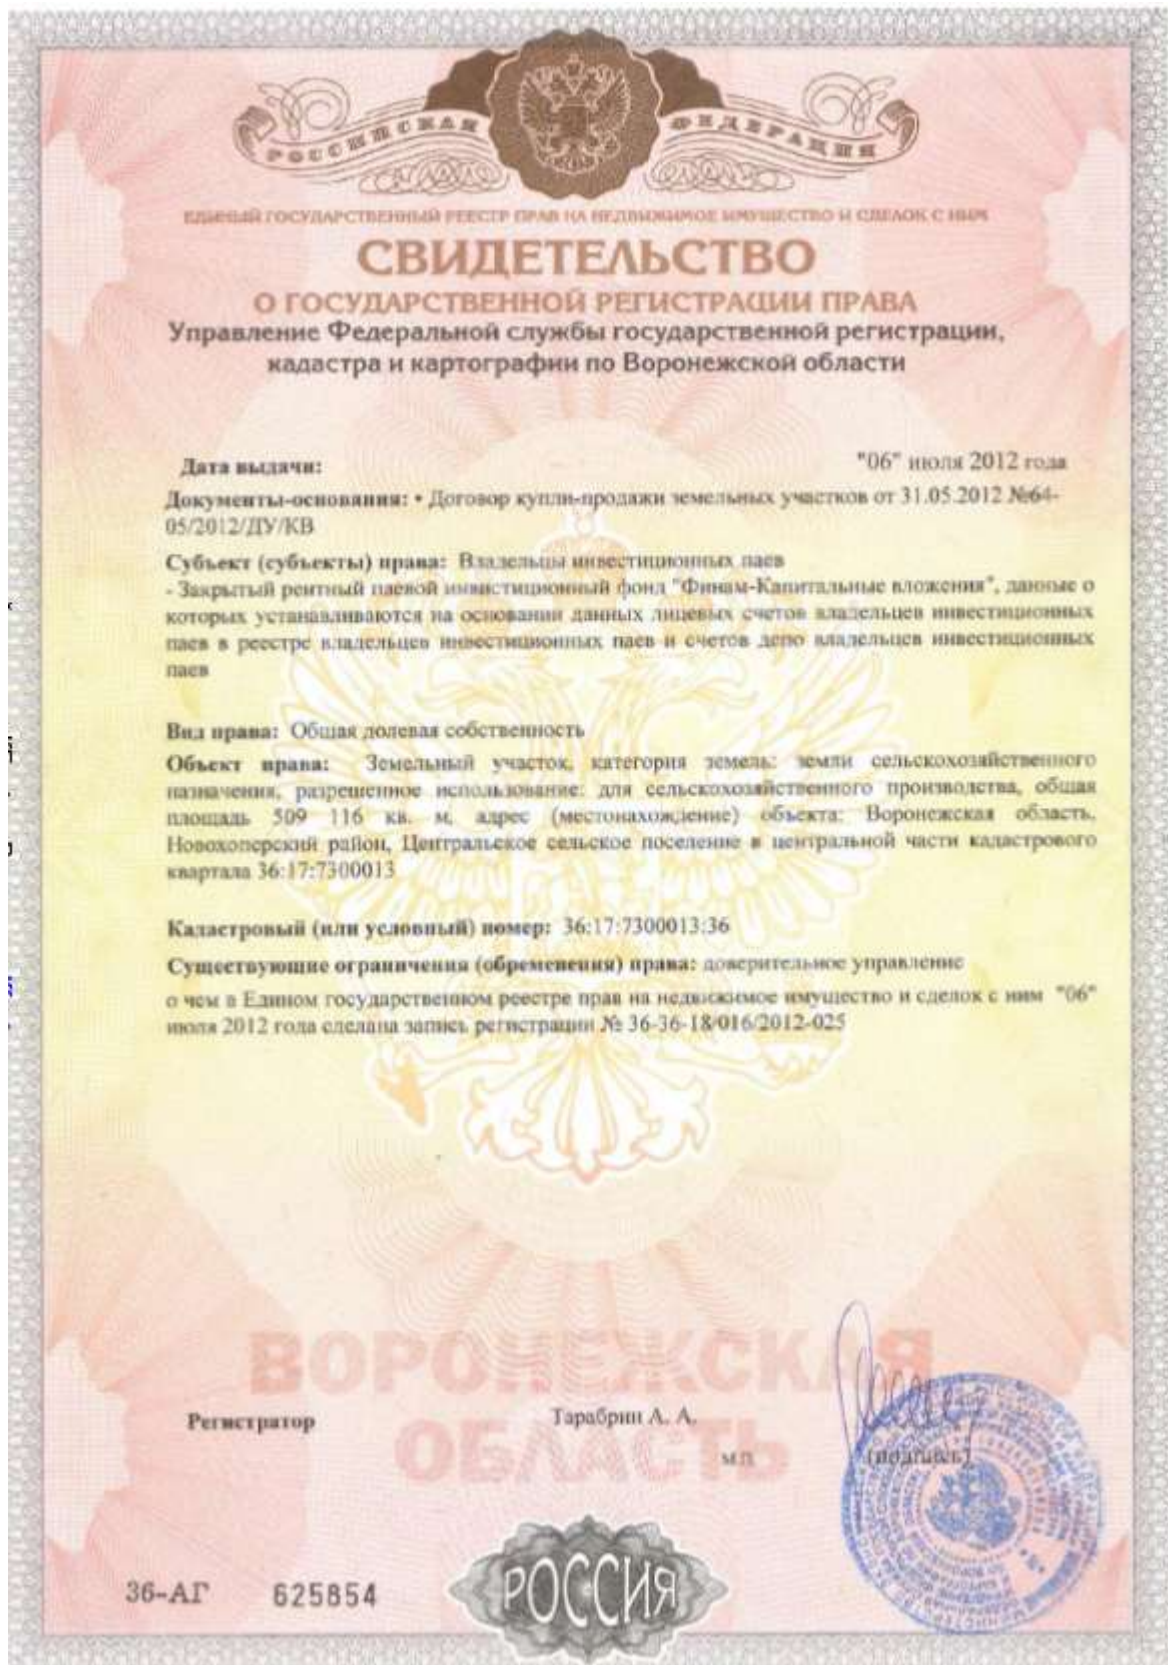 РОССИЙСКАЯ ФЕДЕРАЦИЯ
ЕДИНЫЙ ГОСУДАРСТВЕННЫЙ РЕЕСТР ПРАВ НА НЕДВИЖИМОЕ ИМУЩЕСТВО И СДЕЛОК С НИМ
СВИДЕТЕЛЬСТВО
О ГОСУДАРСТВЕННОЙ РЕГИСТРАЦИИ ПРАВА
Управление Федеральной службы государственной регистрации,
кадастра и картографии по Воронежской области
Дата выдачи: "06" июля 2012 года
Документы-основания: • Договор купли-продажи земельных участков от 31.05.2012 №64-
05/2012/ДУ/КВ
Субъект (субъекты) права: Владельцы инвестиционных паев
- Закрытый рентный паевой инвистиционный фонд "Финам-Капитальные вложения", данные о
которых устанавливаются на основании данных лицевых счетов владельцев инвестиционных
паев в реестре владельцев инвестиционных паев и счетов депо владельцев инвестиционных
паев
Вид права: Общая долевая собственность
Объект права: Земельный участок, категория земель: земли сельскохозяйственного
назначения, разрешенное использование: для сельскохозяйственного производства, общая
площадь 509 116 кв. м, адрес (местонахождение) объекта: Воронежская область,
Новохоперский район, Центральское сельское поселение в центральной части кадастрового
квартала 36:17:7300013
Кадастровый (или условный) номер: 36:17:7300013:36
Существующие ограничения (обременения) права: доверительное управление
о чем в Едином государственном реестре прав на недвижимое имущество и сделок с ним "06"
июля 2012 года сделана запись регистрации № 36-36-18/016/2012-025
ВОРОНЕЖСКАЯ
ОБЛАСТЬ
Регистратор Тарабрин А. А.
м.п. (подпись)
36-АГ 625854
РОССИЯ